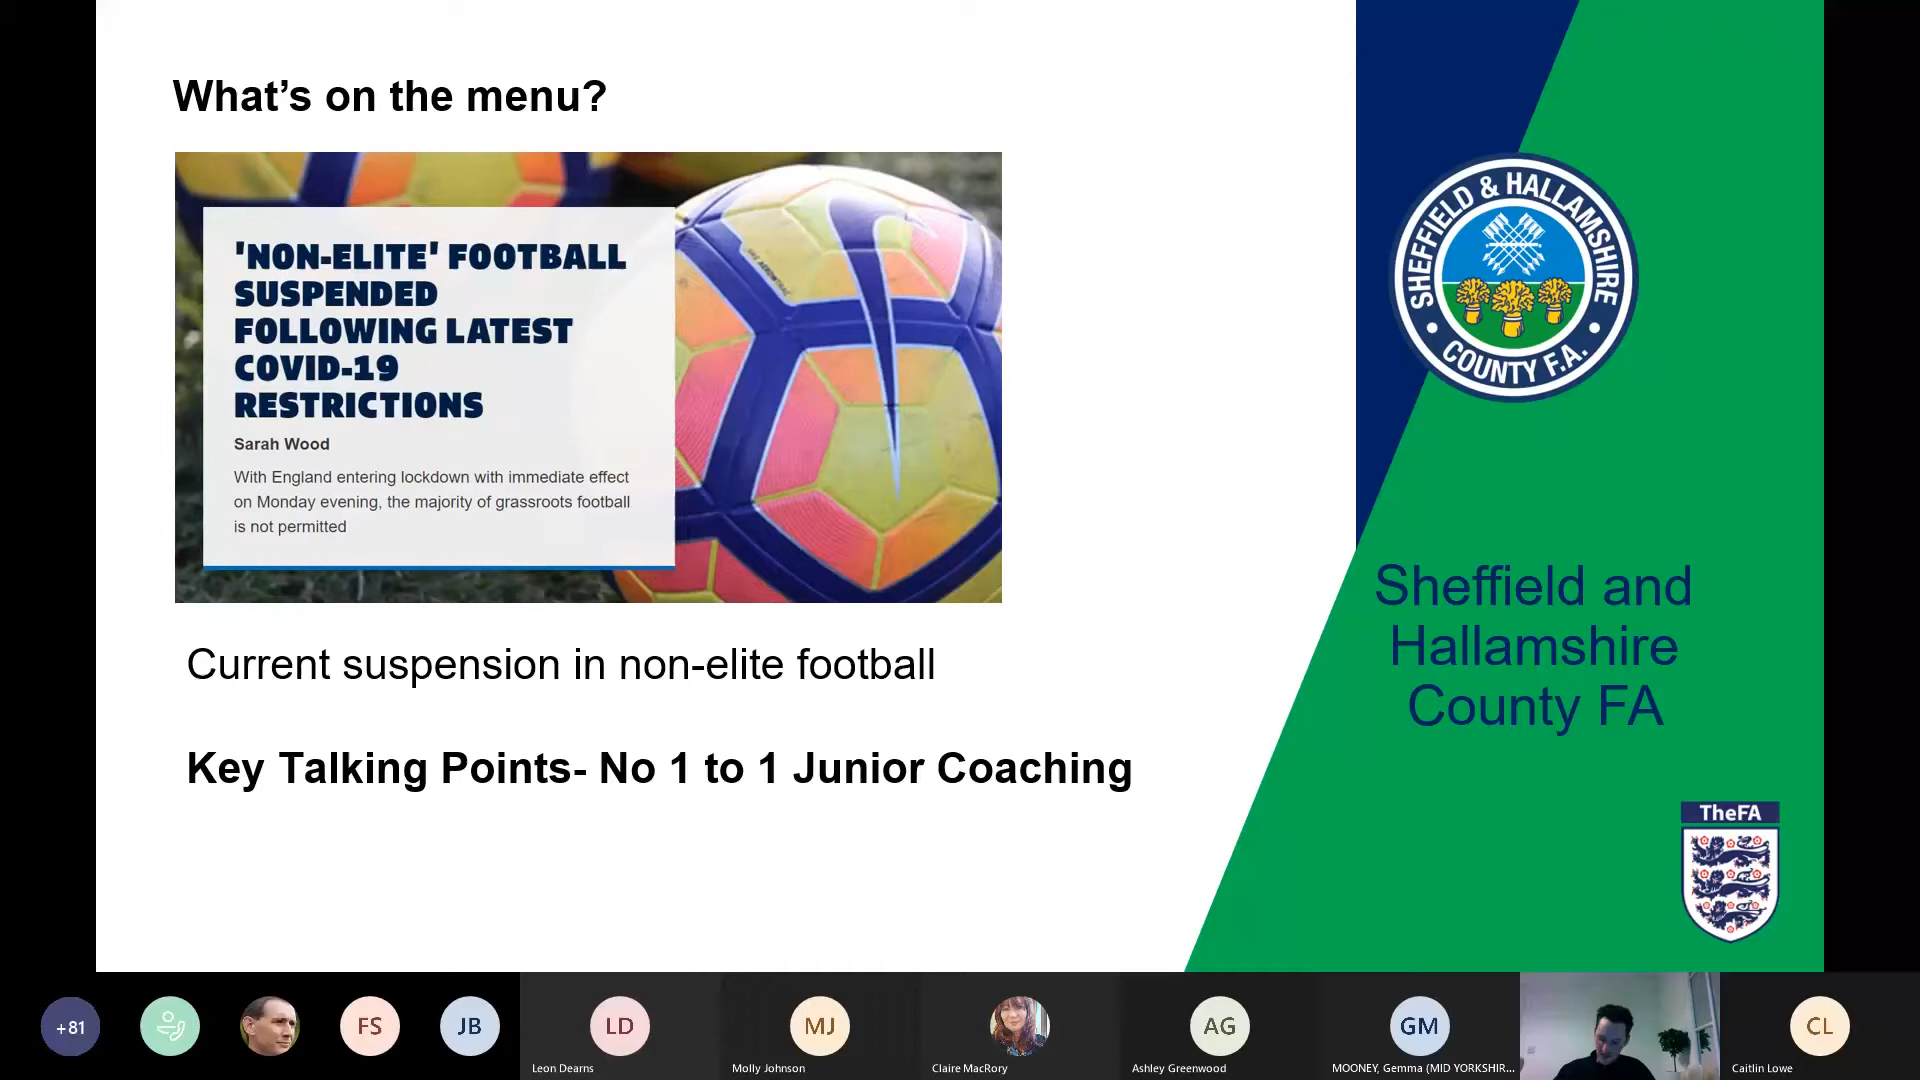 What’s on the menu?
'NON-ELITE' FOOTBALL
SUSPENDED
FOLLOWING LATEST
COVID-19
RESTRICTIONS
Sarah Wood
With England entering lockdown with immediate effect
on Monday evening, the majority of grassroots football
is not permitted
Current suspension in non-elite football
Key Talking Points- No 1 to 1 Junior Coaching
SHEFFIELD & HALLAMSHIRE
COUNTY F.A.
Sheffield and
Hallamshire
County FA
TheFA
+81
FS
JB
LD
MJ
AG
GM
CL
Leon Dearns
Molly Johnson
Claire MacRory
Ashley Greenwood
MOONEY, Gemma (MID YORKSHIR...
Caitlin Lowe